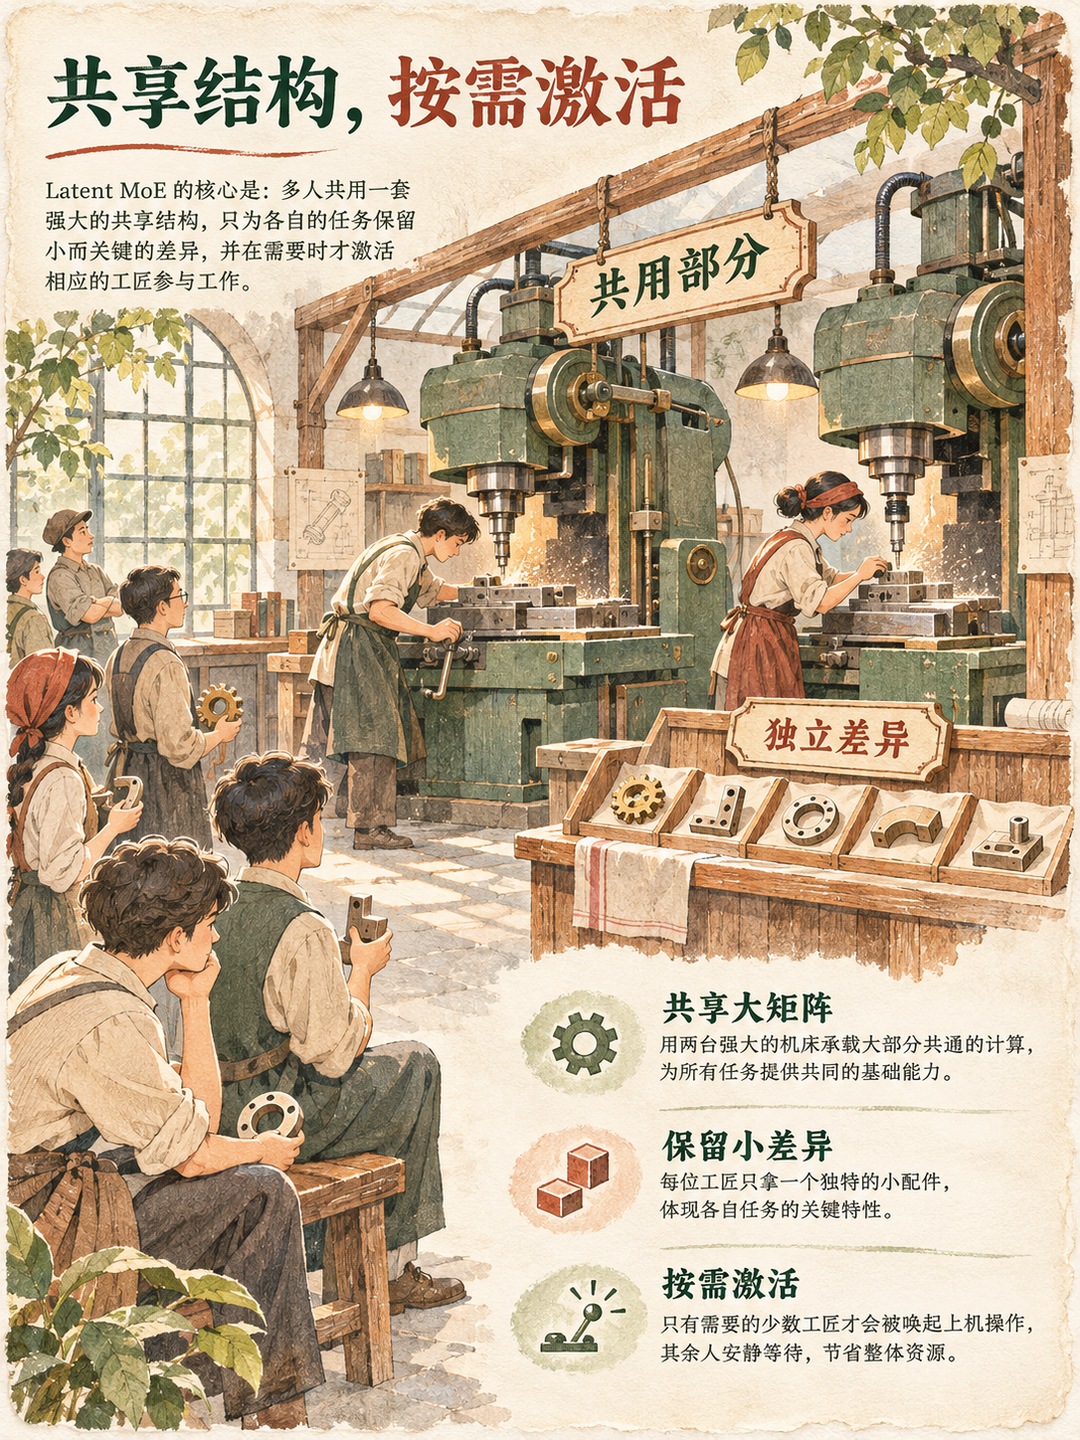 共享结构，按需激活
Latent MoE 的核心是：多人共用一套
强大的共享结构，只为各自的任务保留
小而关键的差异，并在需要时才激活
相应的工匠参与工作。
共用部分
独立差异
共享大矩阵
用两台强大的机床承载大部分共通的计算，
为所有任务提供共同的基础能力。
保留小差异
每位工匠只拿一个独特的小配件，
体现各自任务的关键特性。
按需激活
只有需要的少数工匠才会被唤起上机操作，
其余人安静等待，节省整体资源。